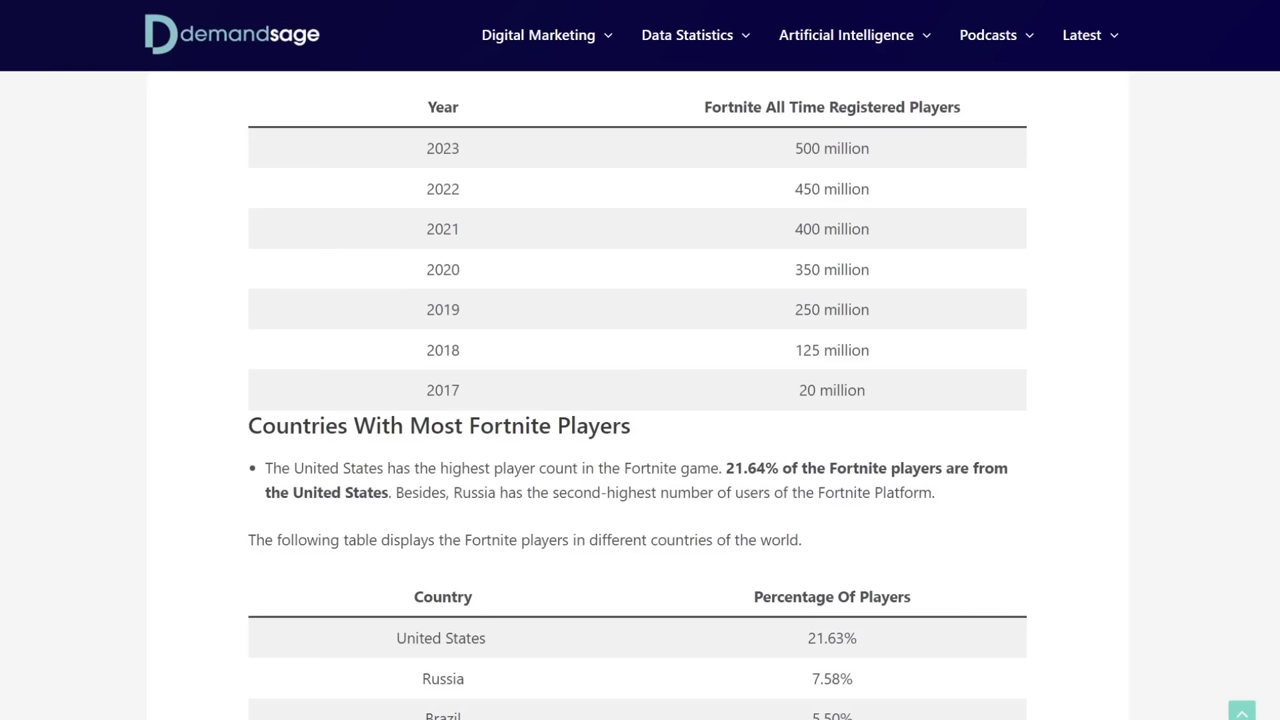 demandsage
Digital Marketing
Data Statistics
Artificial Intelligence
Podcasts
Latest
Year Fortnite All Time Registered Players
2023 500 million
2022 450 million
2021 400 million
2020 350 million
2019 250 million
2018 125 million
2017 20 million
Countries With Most Fortnite Players
• The United States has the highest player count in the Fortnite game. 21.64% of the Fortnite players are from
the United States. Besides, Russia has the second-highest number of users of the Fortnite Platform.
The following table displays the Fortnite players in different countries of the world.
Country Percentage Of Players
United States 21.63%
Russia 7.58%
Brazil 5.50%